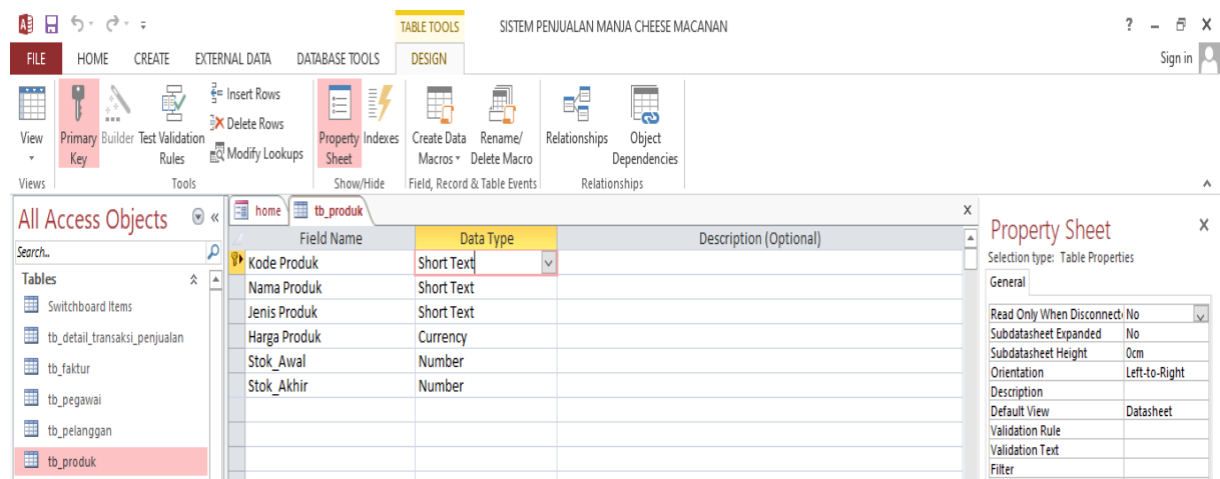 TABLE TOOLS
SISTEM PENJUALAN MANJA CHEESE MACANAN
FILE HOME CREATE EXTERNAL DATA DATABASE TOOLS DESIGN
Sign in
View
Views
Primary Key
Builder
Test Validation Rules
Insert Rows
Delete Rows
Modify Lookups
Tools
Property Sheet
Indexes
Show/Hide
Create Data Macros
Rename/ Delete Macro
Field, Record & Table Events
Relationships
Object Dependencies
Relationships
All Access Objects
Search...
Tables
Switchboard Items
tb_detail_transaksi_penjualan
tb_faktur
tb_pegawai
tb_pelanggan
tb_produk
home tb_produk
Field Name Data Type Description (Optional)
Kode Produk Short Text
Nama Produk Short Text
Jenis Produk Short Text
Harga Produk Currency
Stok_Awal Number
Stok_Akhir Number
Property Sheet
Selection type: Table Properties
General
Read Only When Disconnect No
Subdatasheet Expanded No
Subdatasheet Height 0cm
Orientation Left-to-Right
Description
Default View Datasheet
Validation Rule
Validation Text
Filter